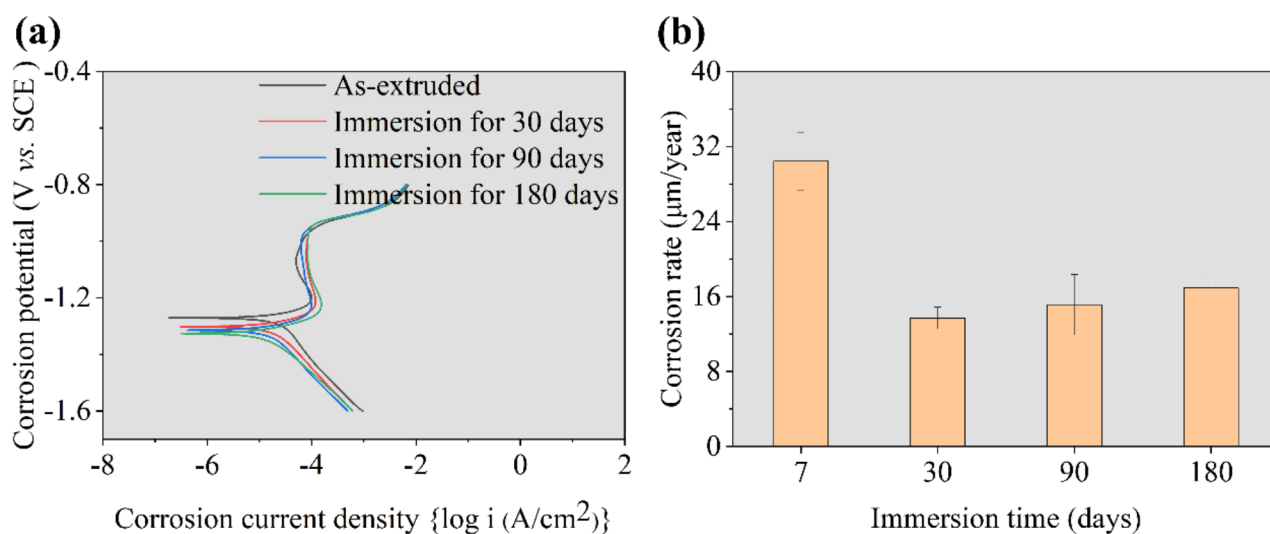 (a)
Corrosion potential (V vs. SCE )
-0.4
-0.8
-1.2
-1.6
As-extruded
Immersion for 30 days
Immersion for 90 days
Immersion for 180 days
-8 -6 -4 -2 0 2
Corrosion current density {log i (A/cm²)}
(b)
Corrosion rate (μm/year)
40
32
24
16
8
0
7 30 90 180
Immersion time (days)